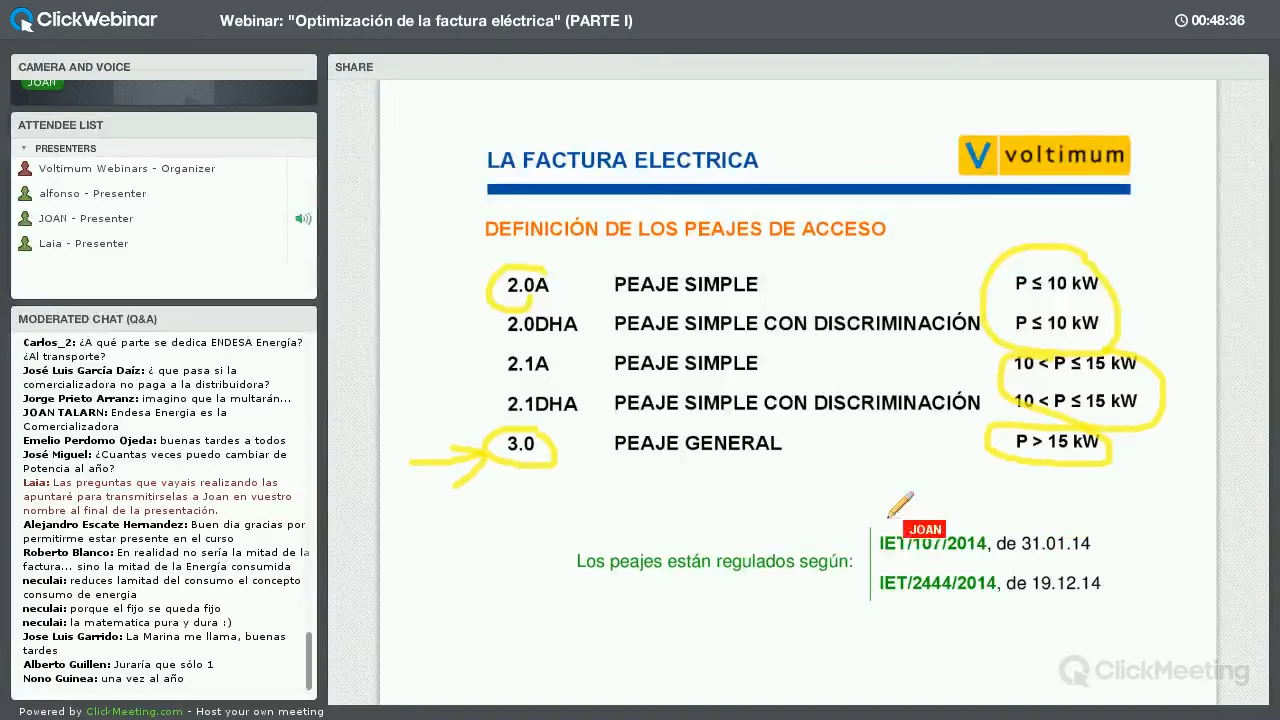 ClickWebinar
Webinar: "Optimización de la factura eléctrica" (PARTE I)
00:48:36
CAMERA AND VOICE
JOAN
ATTENDEE LIST
PRESENTERS
Voltimum Webinars - Organizer
alfonso - Presenter
JOAN - Presenter
Laia - Presenter
MODERATED CHAT (Q&A)
Carlos_2: ¿A qué parte se dedica ENDESA Energía?
¿Al transporte?
José Luis Gracia Daíz: ¿ que pasa si la
comercializadora no paga a la distribuidora?
Jorge Prieto Arranz: imagino que la multarán...
JOAN TALARN: Endesa Energia es la
Comercializadora
Emelio Pancorvo Ojeda: buenas tardes a todos
José Manuel: ¿Cuantas veces puedo cambiar de
Potencia al año?
Laia: Las preguntas que vayais realizando las
apuntaré para transmitirselas a Joan en vuestro
nombre al final de la presentación.
Alejandro Escate Hernandez: Buen dia gracias por
permitirme ser presente en el curso
Roberto Blanco: En realidad no será la mitad de la
factura.. sino la mitad de la Energia consumida
neculai: reduces mitad del consumo el concepto
consumo de energia
neculai: porque el fijo se queda fijo
neculai: la matematica pura y dura :)
Jose Luis Garrido: La Marina me llama, buenas
tardes
Alberto Guillen: Juraría que sólo 1
Nono Guinea: una vez al año
SHARE
LA FACTURA ELECTRICA
V voltimum
DEFINICIÓN DE LOS PEAJES DE ACCESO
2.0A PEAJE SIMPLE P ≤ 10 kW
2.0DHA PEAJE SIMPLE CON DISCRIMINACIÓN P ≤ 10 kW
2.1A PEAJE SIMPLE 10 < P ≤ 15 kW
2.1DHA PEAJE SIMPLE CON DISCRIMINACIÓN 10 < P ≤ 15 kW
3.0 PEAJE GENERAL P > 15 kW
JOAN
Los peajes están regulados según:
IET/107/2014, de 31.01.14
IET/2444/2014, de 19.12.14
ClickMeeting
Powered by ClickMeeting.com - Host your own meeting